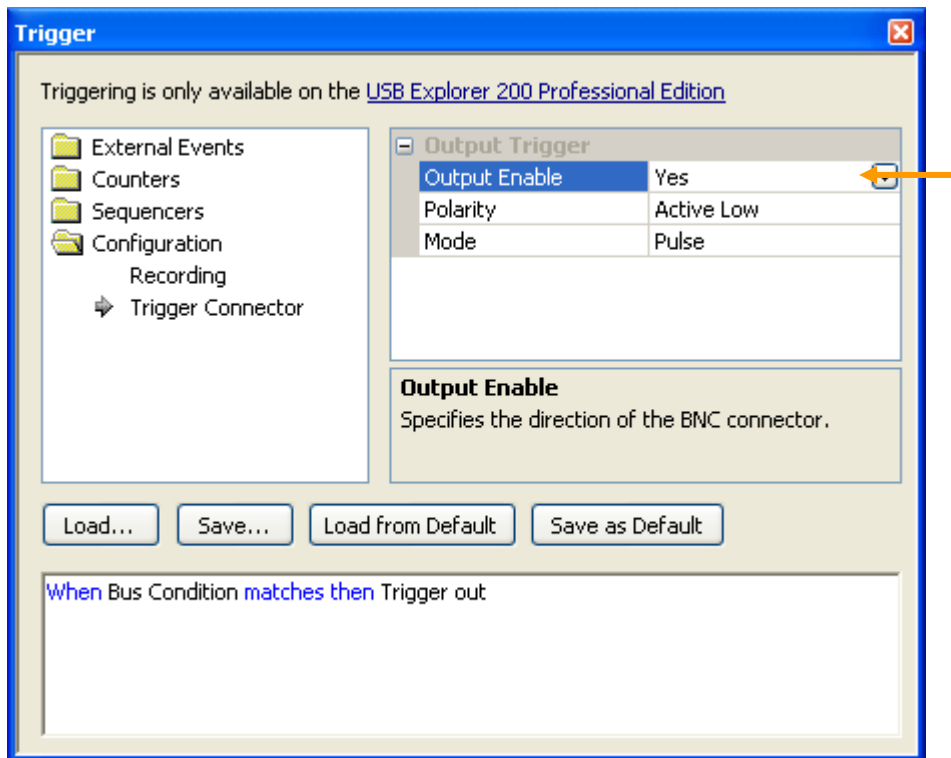 Trigger
Triggering is only available on the USB Explorer 200 Professional Edition
External Events
Counters
Sequencers
Configuration
Recording
Trigger Connector
Output Trigger
Output Enable Yes
Polarity Active Low
Mode Pulse
Output Enable
Specifies the direction of the BNC connector.
Load... Save... Load from Default Save as Default
When Bus Condition matches then Trigger out